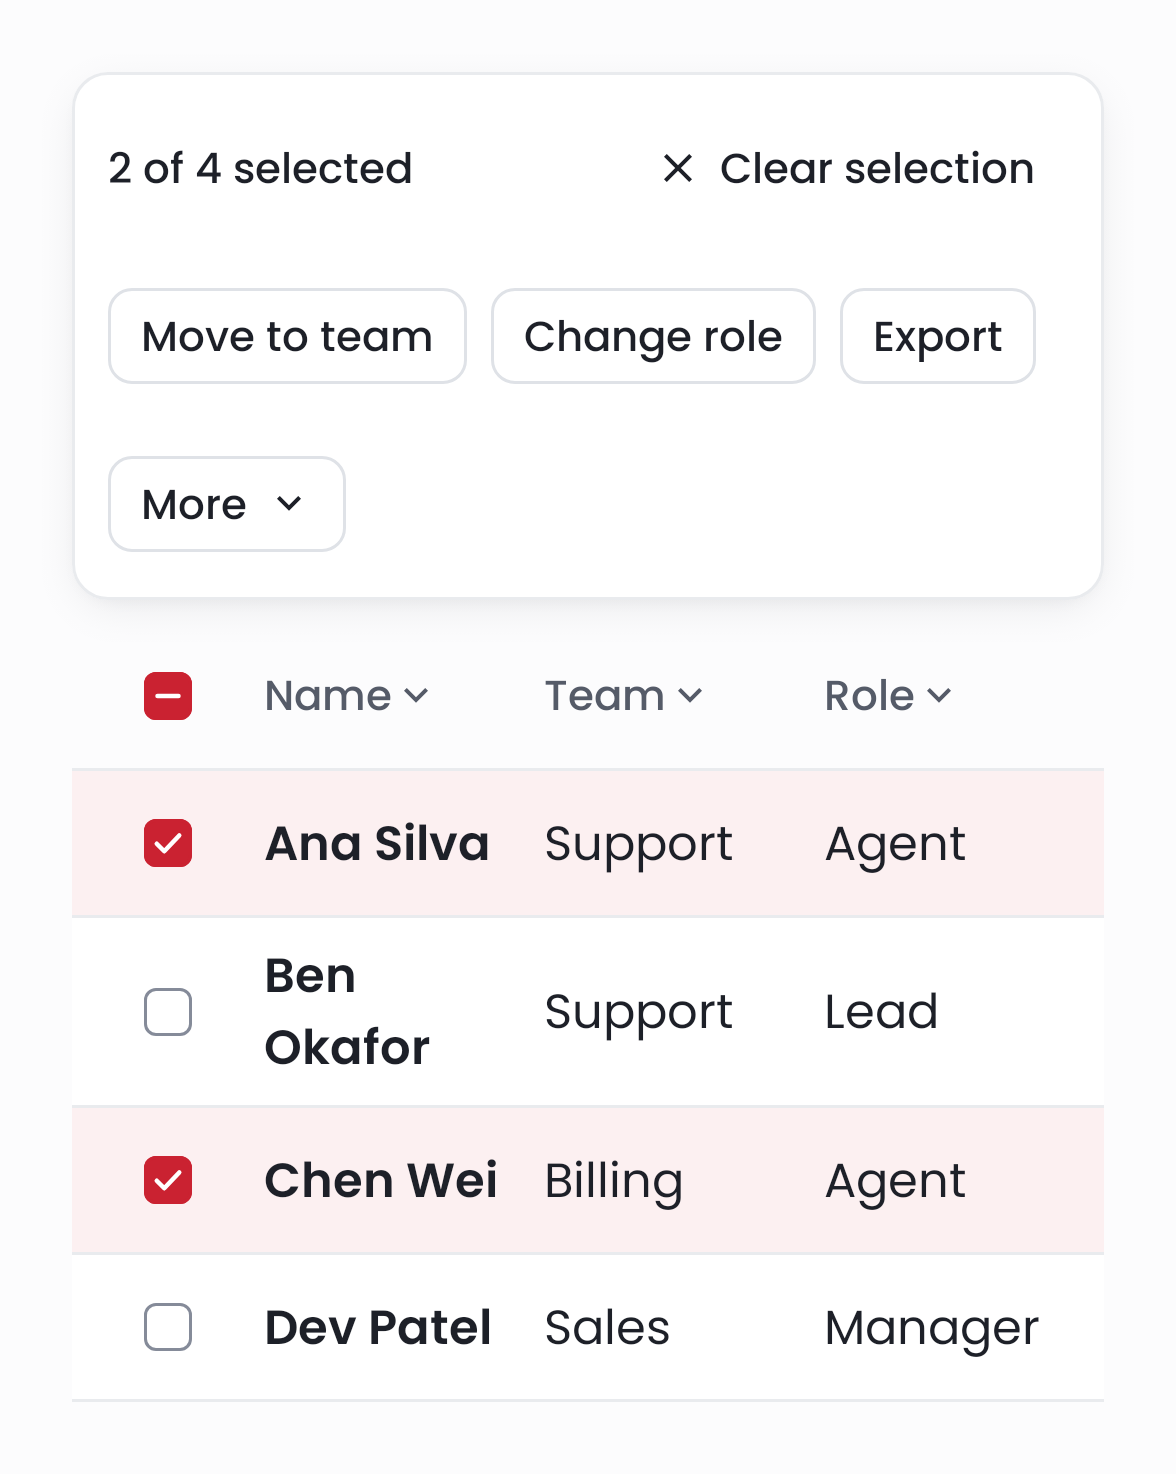 2 of 4 selected Clear selection
Move to team Change role Export
More
Name Team Role
Ana Silva Support Agent
Ben Okafor Support Lead
Chen Wei Billing Agent
Dev Patel Sales Manager